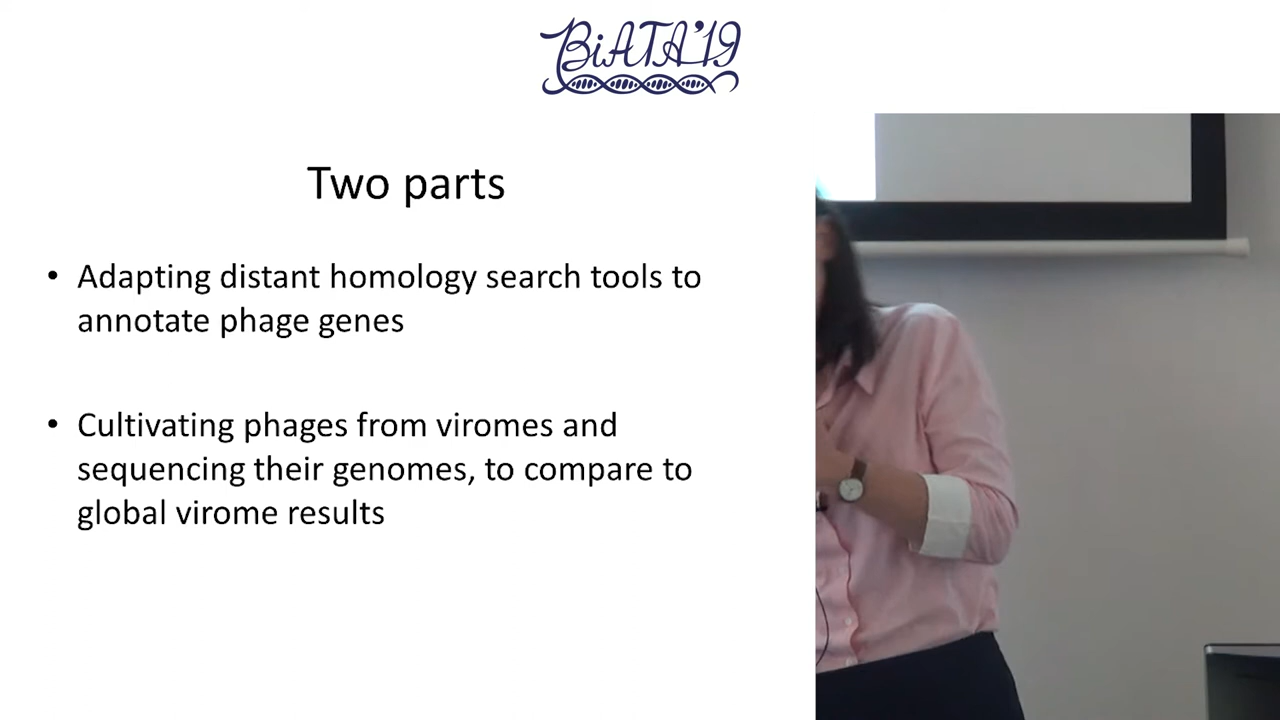 BiATA'19
Two parts
• Adapting distant homology search tools to
annotate phage genes
• Cultivating phages from viromes and
sequencing their genomes, to compare to
global virome results